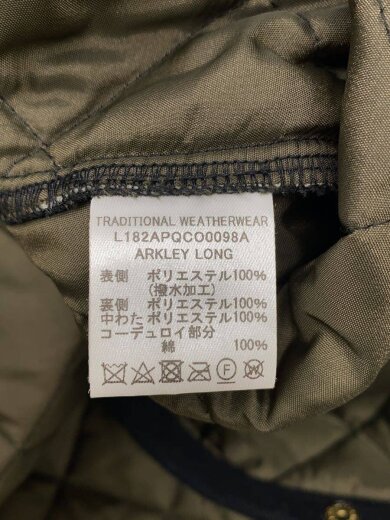 TRADITIONAL WEATHERWEAR
L182APQCO0098A
ARKLEY LONG
表側 ポリエステル100%
(撥水加工)
裏側 ポリエステル100%
中わた ポリエステル100%
コーデュロイ部分
綿 100%